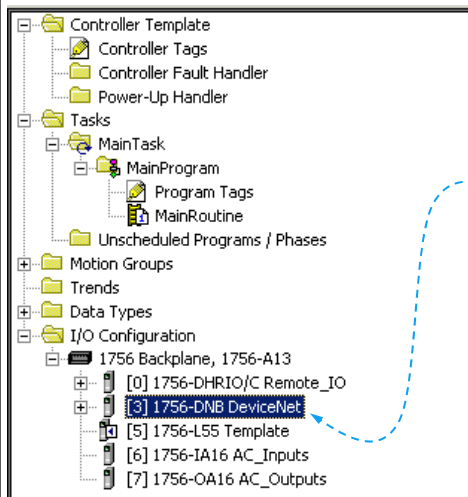 Controller Template
Controller Tags
Controller Fault Handler
Power-Up Handler
Tasks
MainTask
MainProgram
Program Tags
MainRoutine
Unscheduled Programs / Phases
Motion Groups
Trends
Data Types
I/O Configuration
1756 Backplane, 1756-A13
[0] 1756-DHRIO/C Remote_IO
[3] 1756-DNB DeviceNet
[5] 1756-L55 Template
[6] 1756-IA16 AC_Inputs
[7] 1756-OA16 AC_Outputs